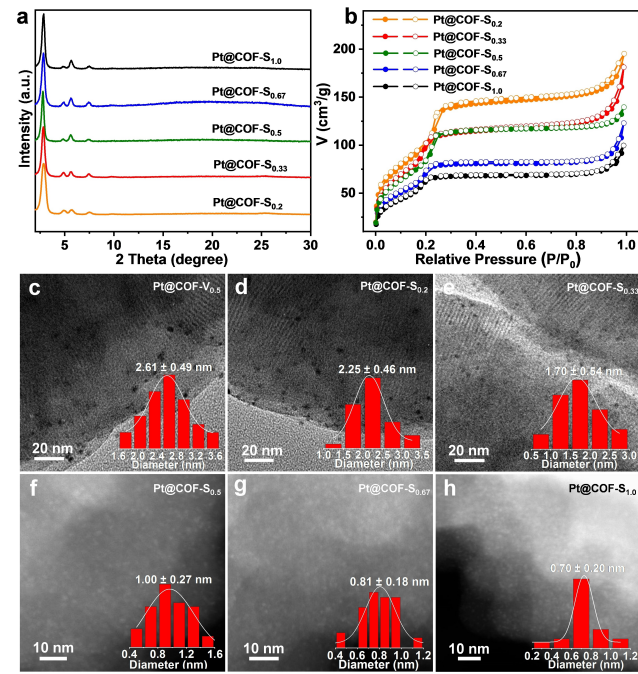 a
Intensity (a.u.)
Pt@COF-S1.0
Pt@COF-S0.67
Pt@COF-S0.5
Pt@COF-S0.33
Pt@COF-S0.2
5 10 15 20 25 30
2 Theta (degree)
b
V (cm³/g)
200
150
100
50
Pt@COF-S0.2
Pt@COF-S0.33
Pt@COF-S0.5
Pt@COF-S0.67
Pt@COF-S1.0
0.0 0.2 0.4 0.6 0.8 1.0
Relative Pressure (P/P0)
c
Pt@COF-V0.5
2.61 ± 0.49 nm
20 nm
1.6 2.0 2.4 2.8 3.2 3.6
Diameter (nm)
d
Pt@COF-S0.2
2.25 ± 0.46 nm
20 nm
1.0 1.5 2.0 2.5 3.0 3.5
Diameter (nm)
e
Pt@COF-S0.33
1.70 ± 0.54 nm
20 nm
0.5 1.0 1.5 2.0 2.5 3.0
Diameter (nm)
f
Pt@COF-S0.5
1.00 ± 0.27 nm
10 nm
0.4 0.8 1.2 1.6
Diameter (nm)
g
Pt@COF-S0.67
0.81 ± 0.18 nm
10 nm
0.4 0.6 0.8 1.0 1.2
Diameter (nm)
h
Pt@COF-S1.0
0.70 ± 0.20 nm
10 nm
0.2 0.4 0.6 0.8 1.0 1.2
Diameter (nm)